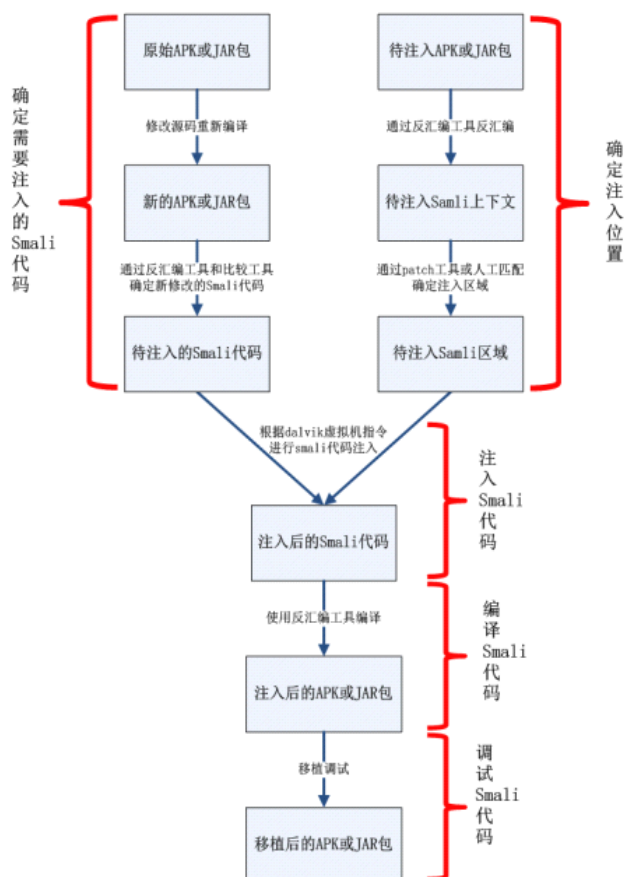 原始APK或JAR包
待注入APK或JAR包
确定需要注入的Smali代码
修改源码重新编译
通过反汇编工具反汇编
确定注入位置
新的APK或JAR包
待注入Samli上下文
通过反汇编工具和比较工具
确定新修改的Smali代码
通过patch工具或人工匹配
确定注入区域
待注入的Smali代码
待注入Samli区域
根据dalvik虚拟机指令
进行smali代码注入
注入Smali代码
注入后的Smali代码
使用反汇编工具编译
编译Smali代码
注入后的APK或JAR包
移植调试
调试Smali代码
移植后的APK或JAR包